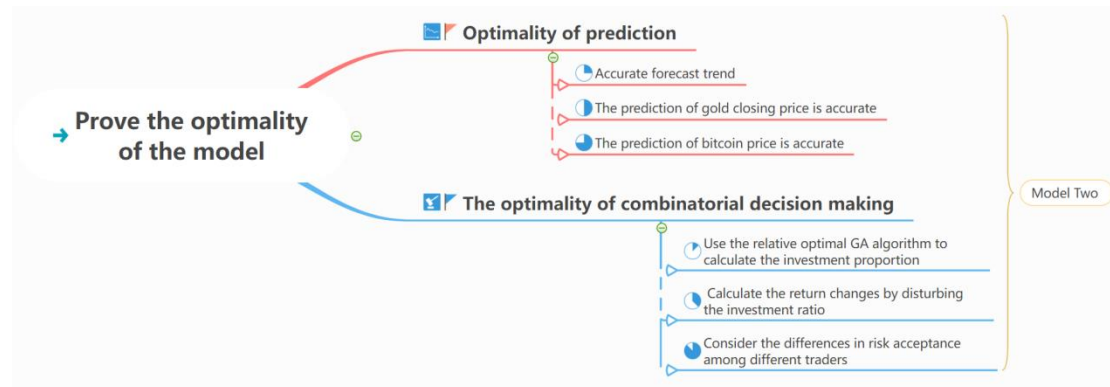 Optimality of prediction
Accurate forecast trend
The prediction of gold closing price is accurate
The prediction of bitcoin price is accurate
Prove the optimality
of the model
The optimality of combinatorial decision making
Use the relative optimal GA algorithm to
calculate the investment proportion
Calculate the return changes by disturbing
the investment ratio
Consider the differences in risk acceptance
among different traders
Model Two